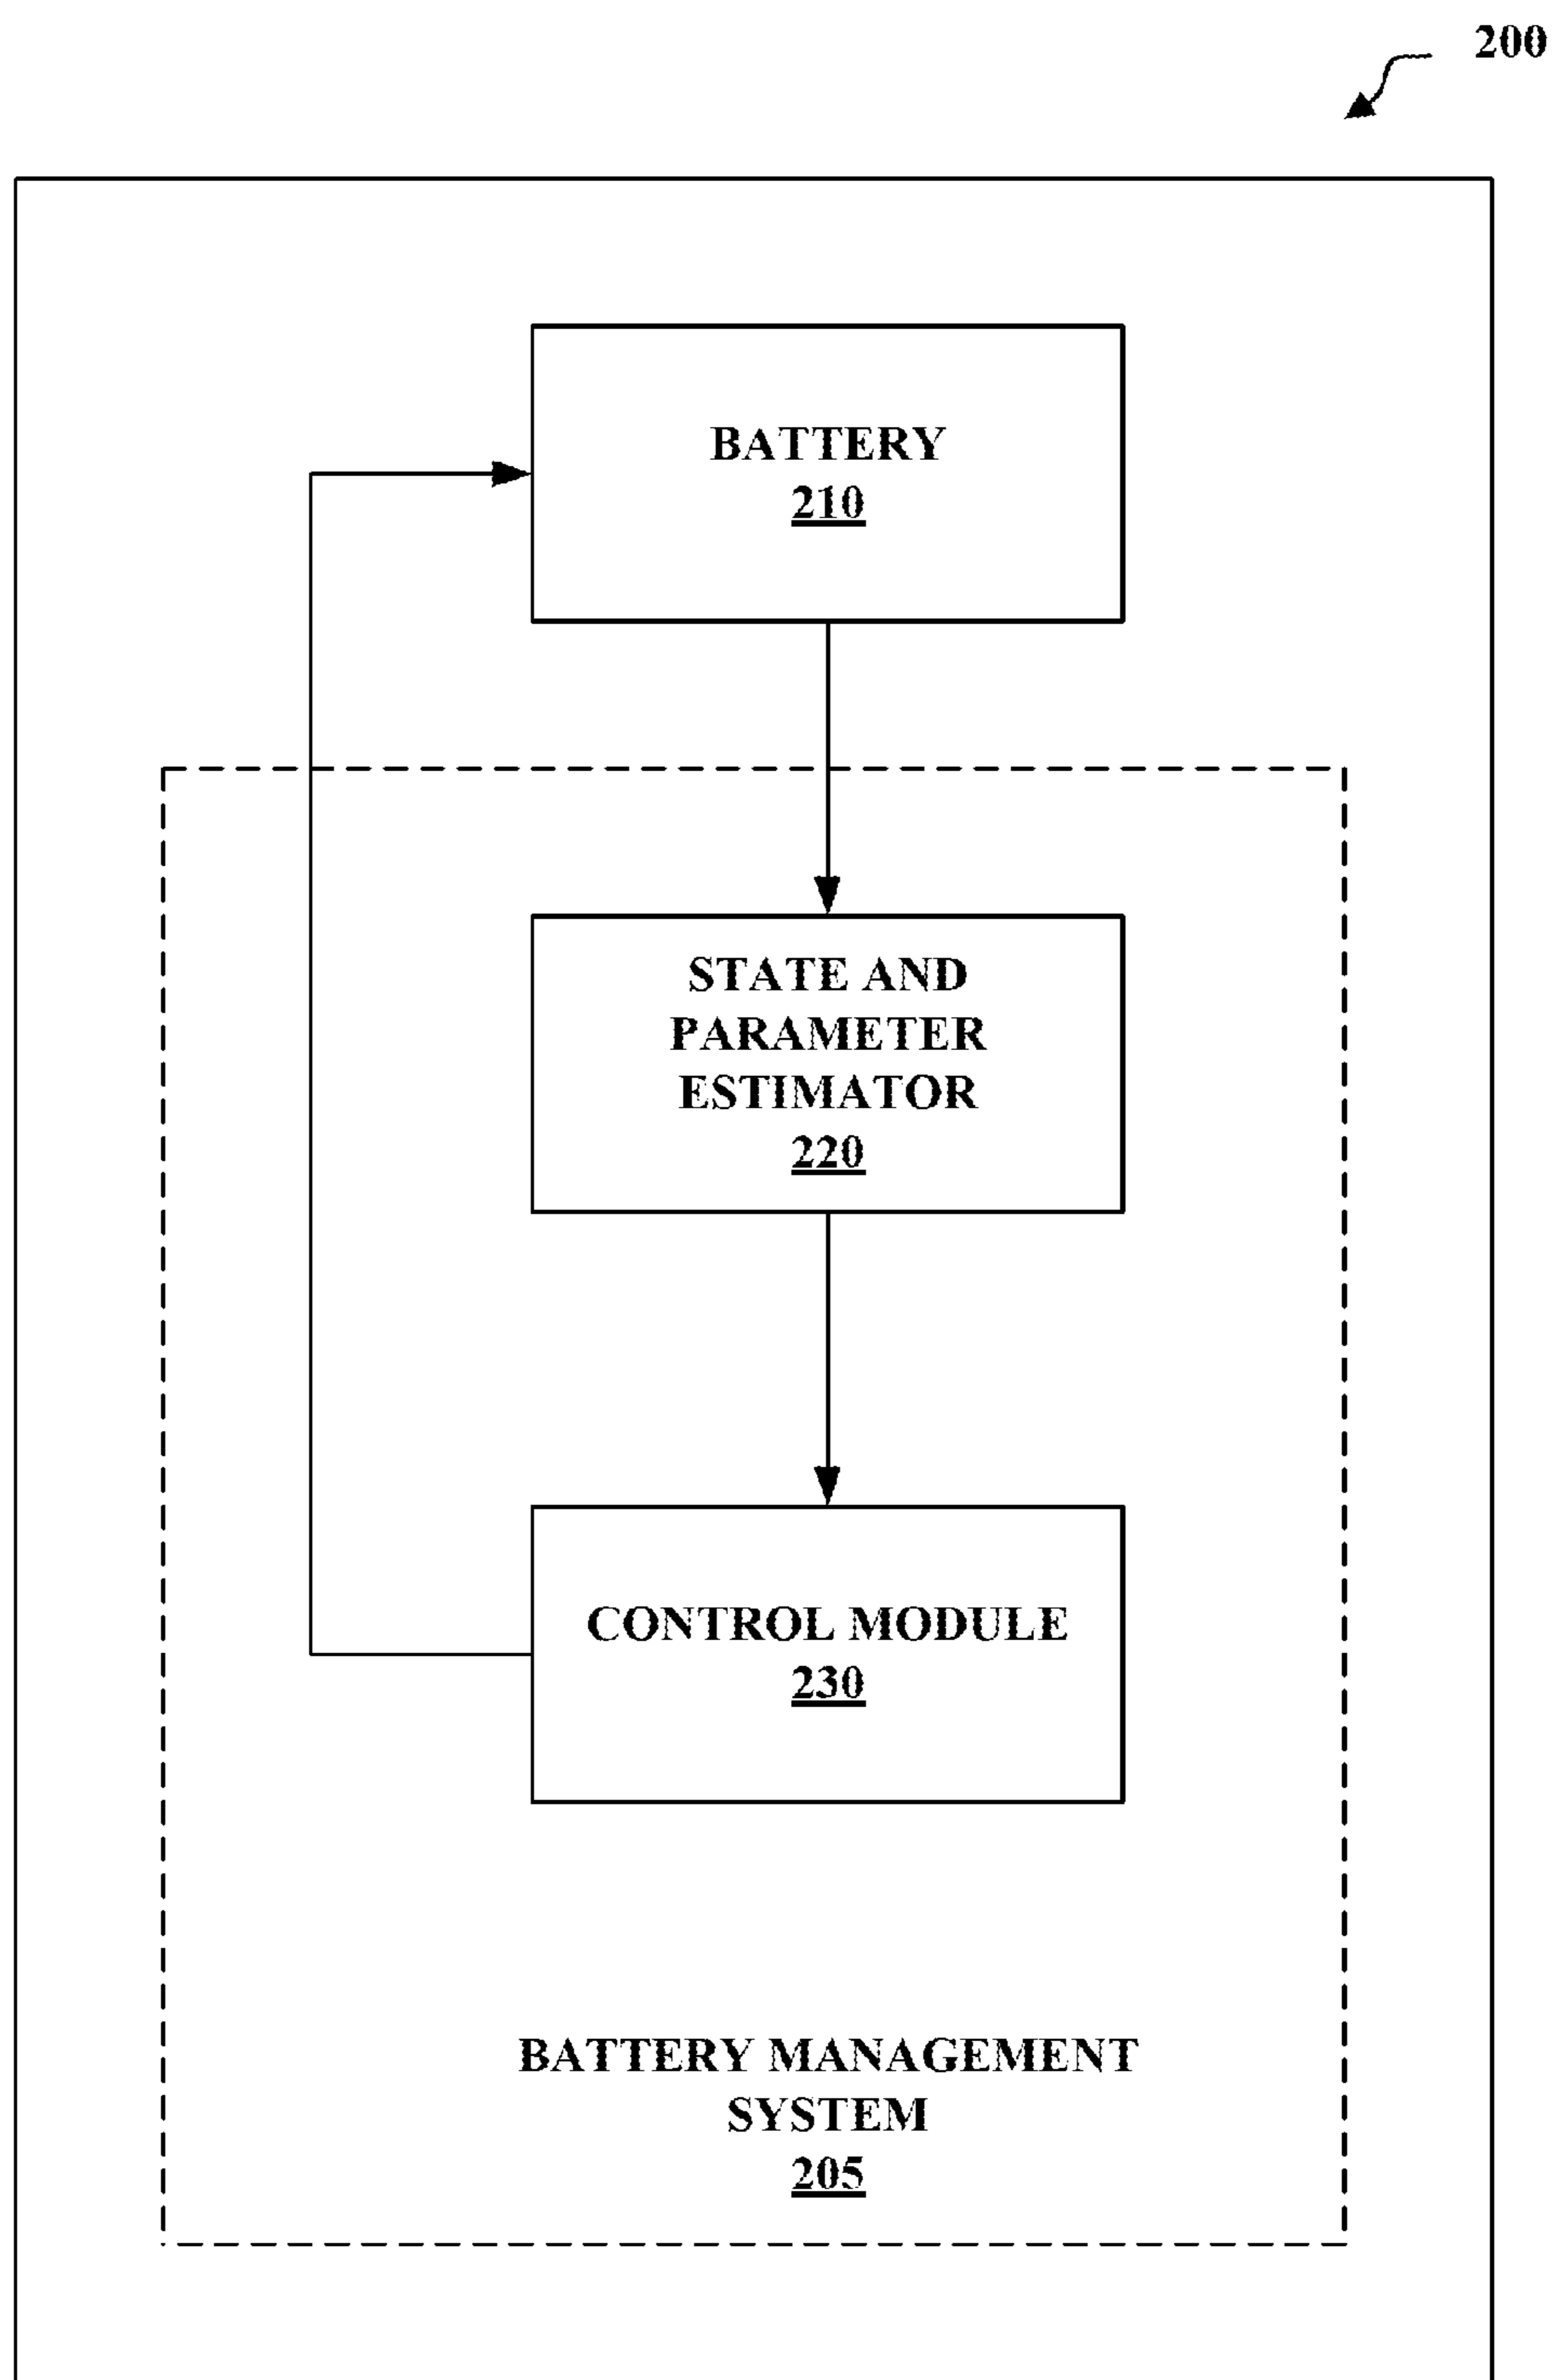 200
BATTERY
210
STATE AND
PARAMETER
ESTIMATOR
220
CONTROL MODULE
230
BATTERY MANAGEMENT
SYSTEM
205